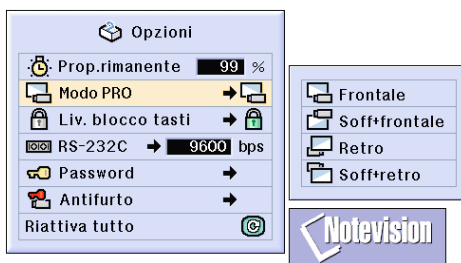 Opzioni
Prop.rimanente 99 %
Modo PRO
Liv. blocco tasti
RS-232C 9600 bps
Password
Antifurto
Riattiva tutto
Frontale
Soff+frontale
Retro
Soff+retro
Notevision